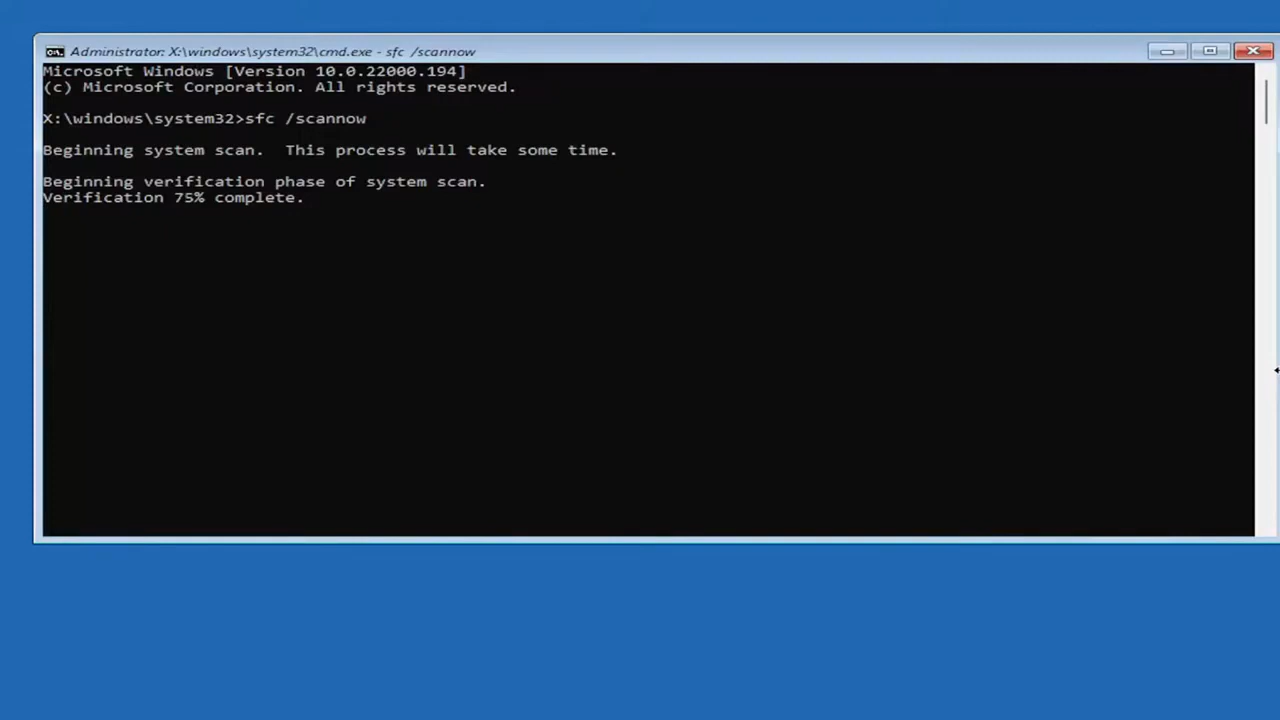 Administrator: X:\windows\system32\cmd.exe - sfc /scannow
Microsoft Windows [Version 10.0.22000.194]
(c) Microsoft Corporation. All rights reserved.
X:\windows\system32>sfc /scannow
Beginning system scan.  This process will take some time.
Beginning verification phase of system scan.
Verification 75% complete.